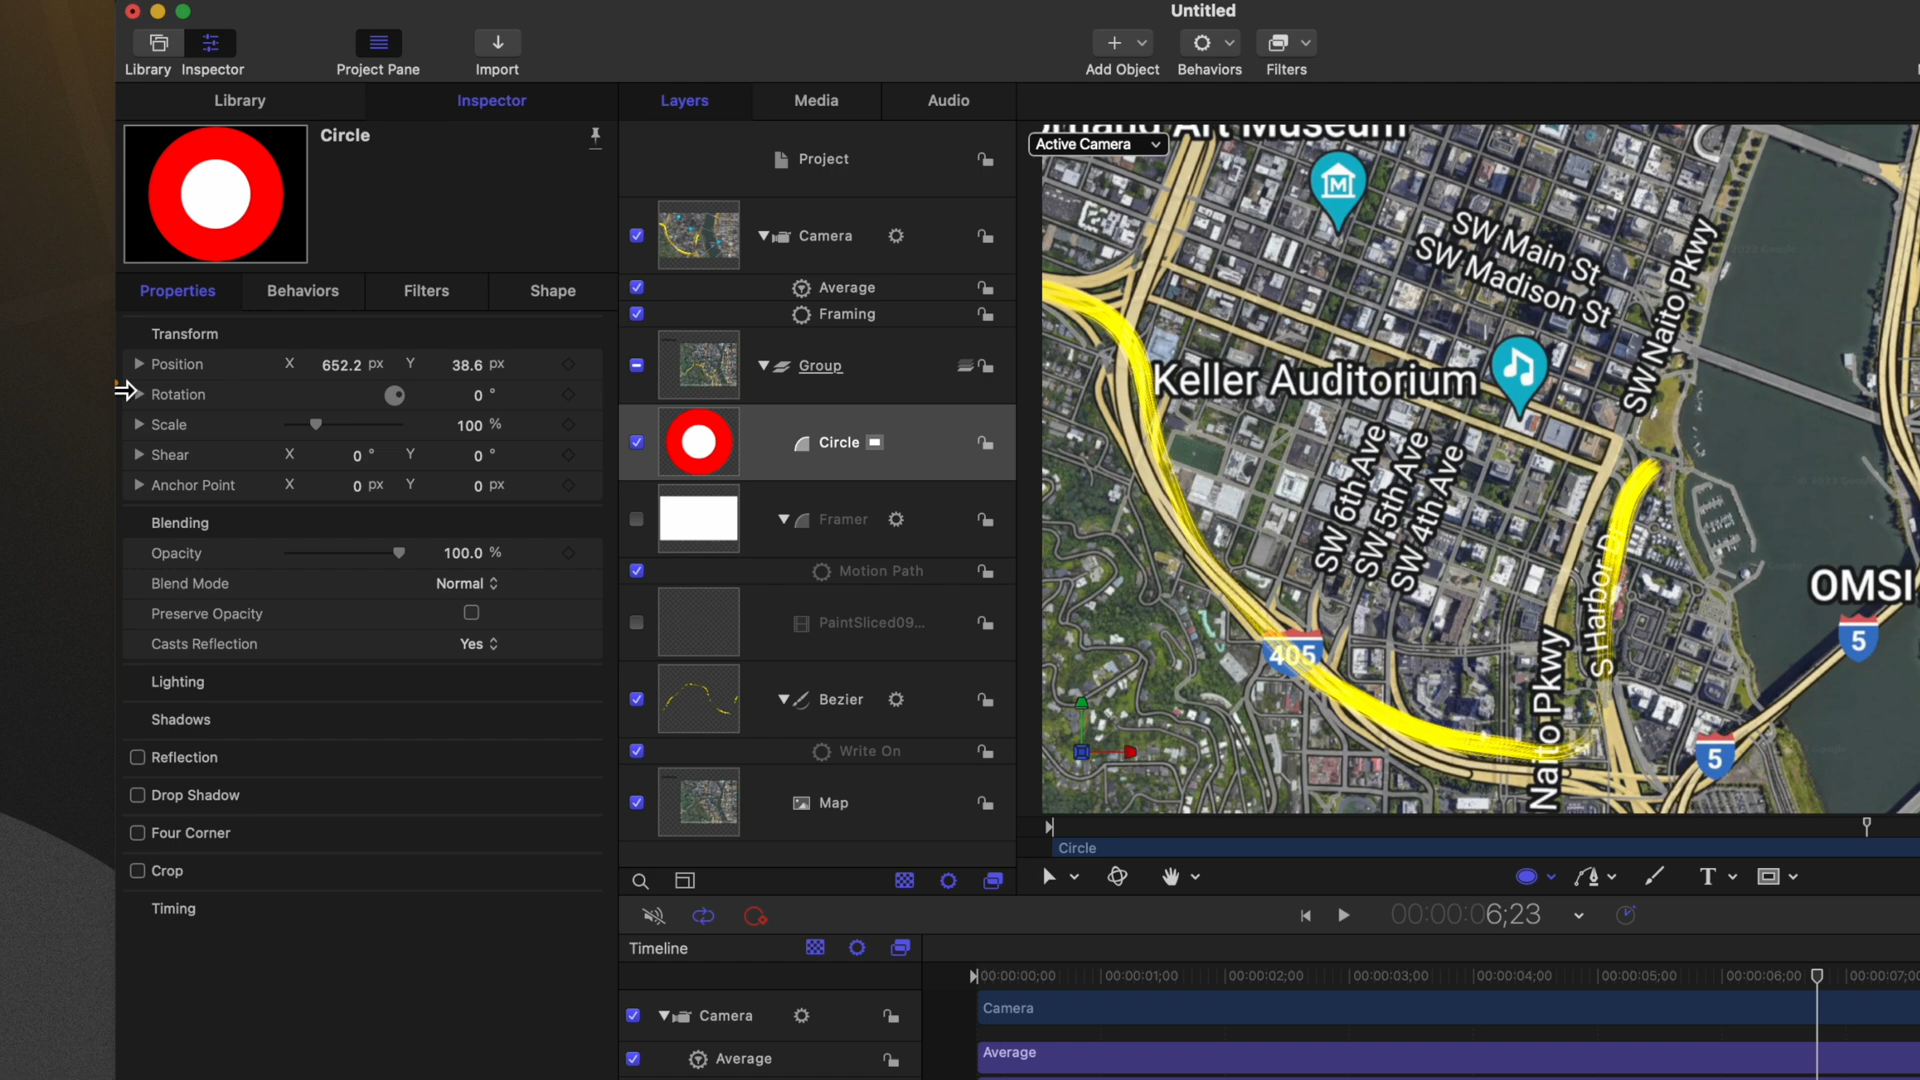 Untitled
Library
Inspector
Project Pane
Import
Add Object
Behaviors
Filters
Library
Inspector
Layers
Media
Audio
Circle
Properties
Behaviors
Filters
Shape
Transform
Position X 652.2 px Y 38.6 px
Rotation 0 °
Scale 100 %
Shear X 0 ° Y 0 °
Anchor Point X 0 px Y 0 px
Blending
Opacity 100.0 %
Blend Mode Normal
Preserve Opacity
Casts Reflection Yes
Lighting
Shadows
Reflection
Drop Shadow
Four Corner
Crop
Timing
Project
Camera
Average
Framing
Group
Circle
Framer
Motion Path
PaintSliced09...
Bezier
Write On
Map
Active Camera
Art Museum
SW Main St
SW Madison St
SW Naito Pkwy
Keller Auditorium
SW 6th Ave
SW 5th Ave
SW 4th Ave
S Harbor D
OMSI
5
405
Naito Pkwy
5
Circle
T
00:00:06;23
Timeline
00:00:00;00
00:00:01;00
00:00:02;00
00:00:03;00
00:00:04;00
00:00:05;00
00:00:06;00
00:00:07;00
Camera
Camera
Average
Average